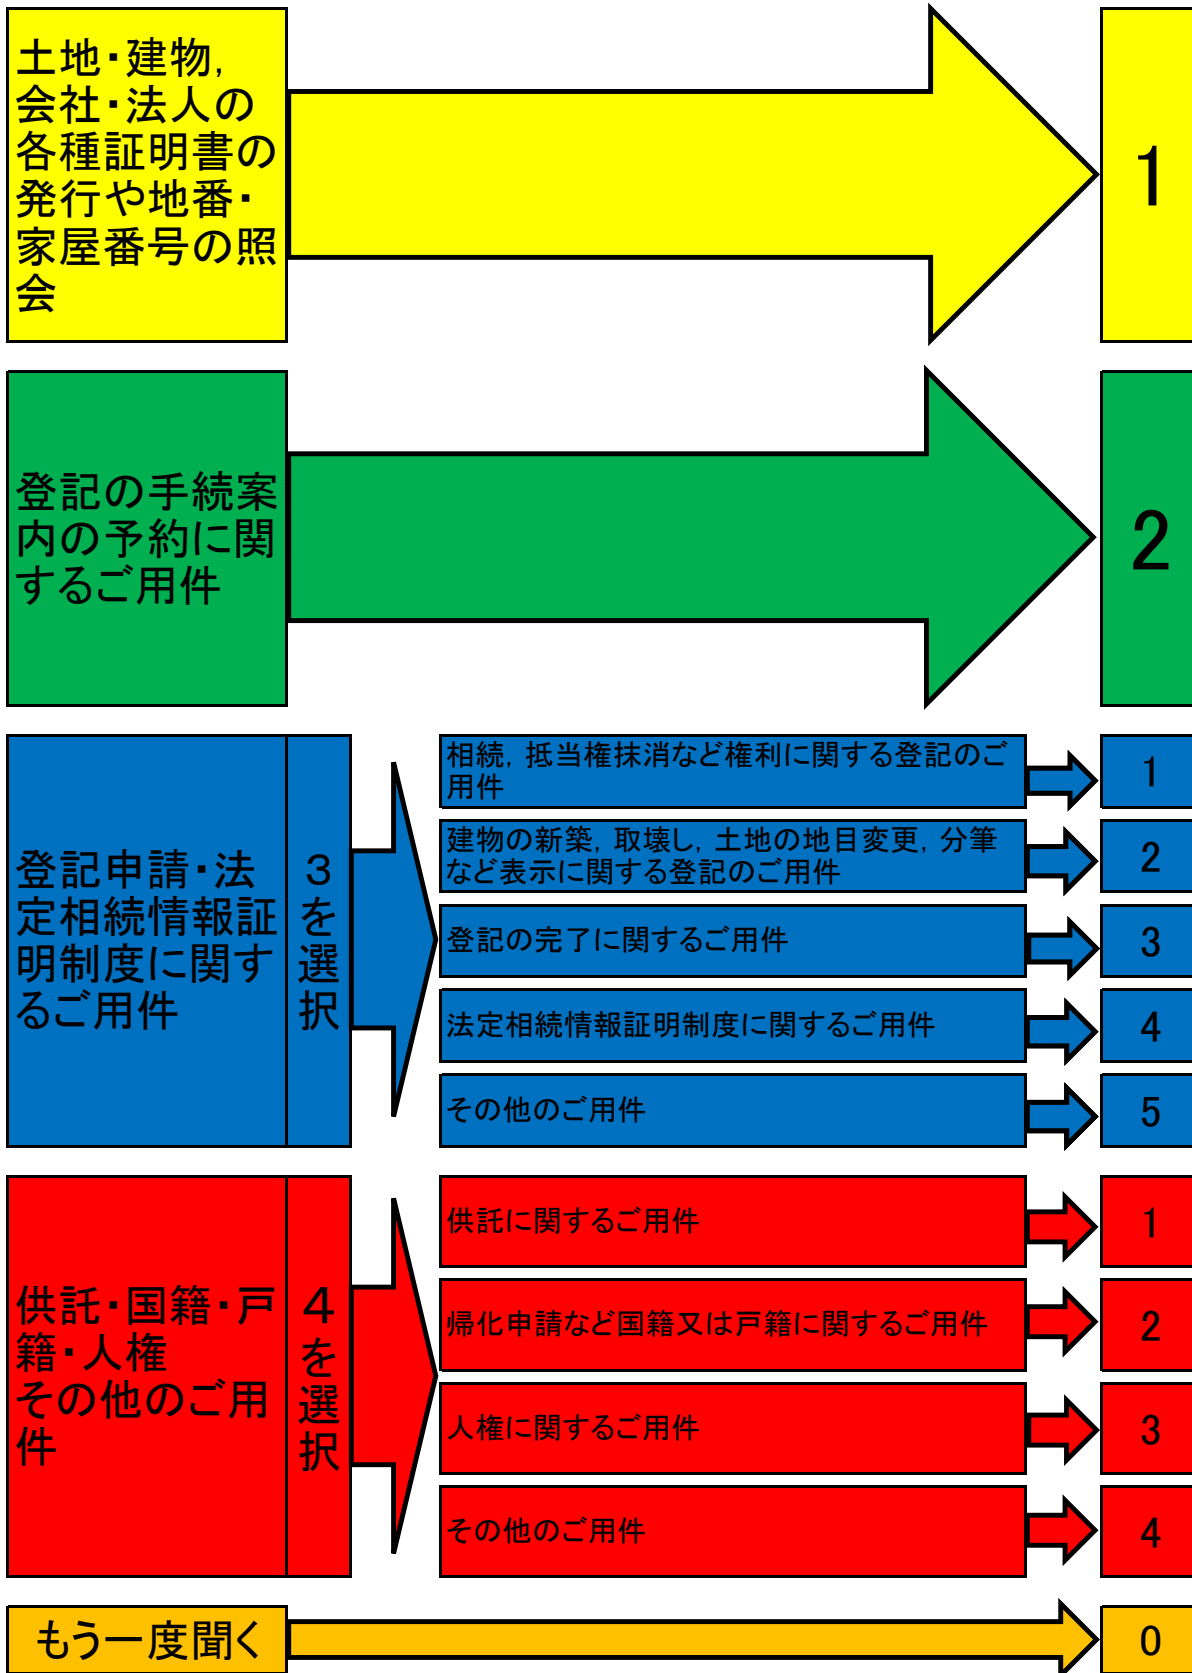 土地・建物，
会社・法人の
各種証明書の
発行や地番・
家屋番号の照
会
1
登記の手続案
内の予約に関
するご用件
2
登記申請・法
定相続情報証
明制度に関す
るご用件
３
を
選
択
相続，抵当権抹消など権利に関する登記のご
用件
1
建物の新築，取壊し，土地の地目変更，分筆
など表示に関する登記のご用件
2
登記の完了に関するご用件
3
法定相続情報証明制度に関するご用件
4
その他のご用件
5
供託・国籍・戸
籍・人権
その他のご用
件
４
を
選
択
供託に関するご用件
1
帰化申請など国籍又は戸籍に関するご用件
2
人権に関するご用件
3
その他のご用件
4
もう一度聞く
0